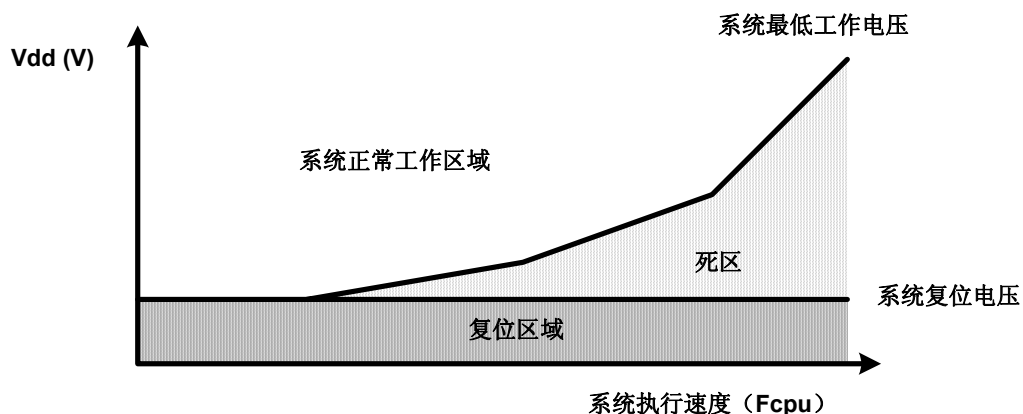 系统最低工作电压
Vdd (V)
系统正常工作区域
死区
系统复位电压
复位区域
系统执行速度（Fcpu）